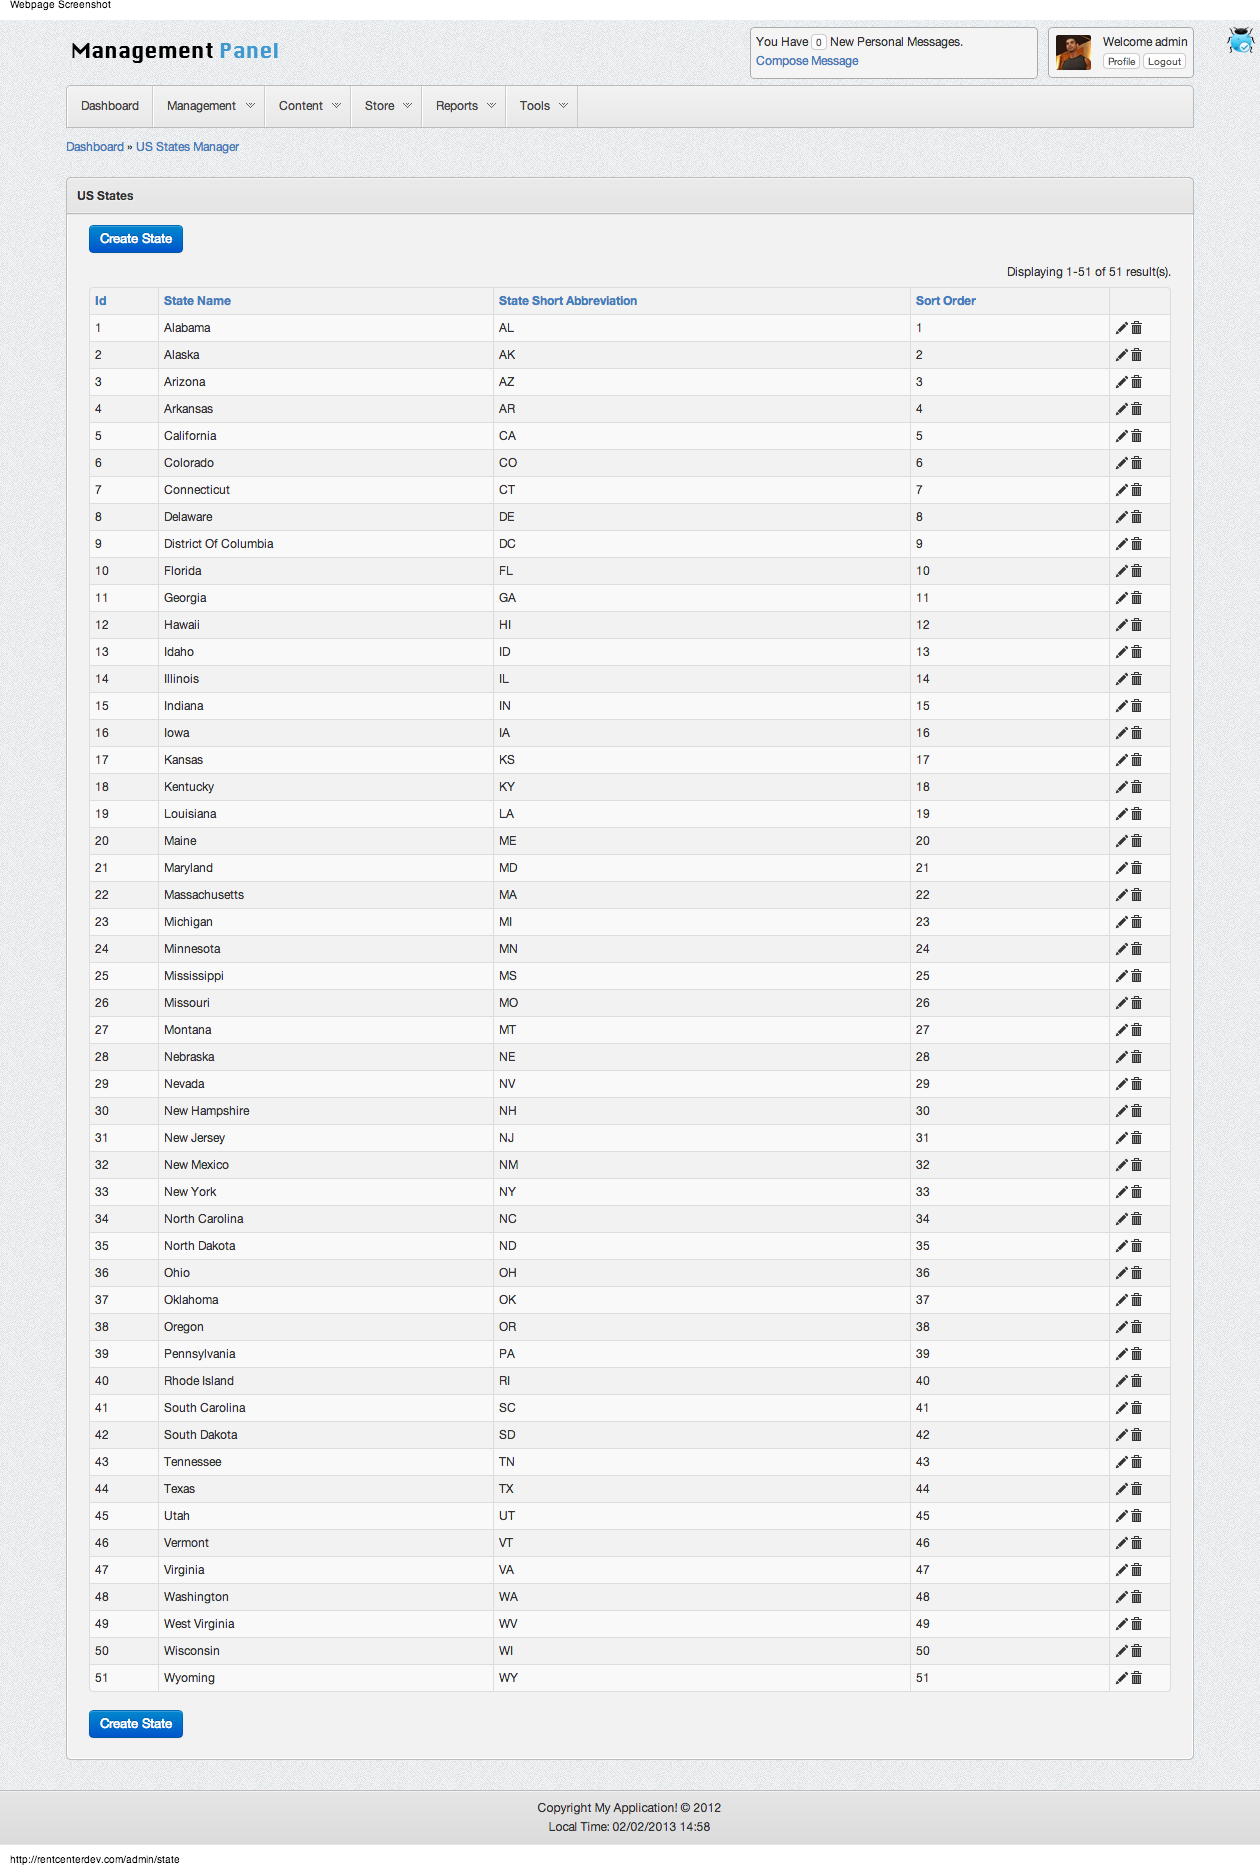 Webpage Screenshot
Management Panel
You Have 0 New Personal Messages.
Compose Message
Welcome admin
Profile Logout
Dashboard Management Content Store Reports Tools
Dashboard » US States Manager
US States
Create State
Displaying 1-51 of 51 result(s).
Id State Name State Short Abbreviation Sort Order
1 Alabama AL 1
2 Alaska AK 2
3 Arizona AZ 3
4 Arkansas AR 4
5 California CA 5
6 Colorado CO 6
7 Connecticut CT 7
8 Delaware DE 8
9 District Of Columbia DC 9
10 Florida FL 10
11 Georgia GA 11
12 Hawaii HI 12
13 Idaho ID 13
14 Illinois IL 14
15 Indiana IN 15
16 Iowa IA 16
17 Kansas KS 17
18 Kentucky KY 18
19 Louisiana LA 19
20 Maine ME 20
21 Maryland MD 21
22 Massachusetts MA 22
23 Michigan MI 23
24 Minnesota MN 24
25 Mississippi MS 25
26 Missouri MO 26
27 Montana MT 27
28 Nebraska NE 28
29 Nevada NV 29
30 New Hampshire NH 30
31 New Jersey NJ 31
32 New Mexico NM 32
33 New York NY 33
34 North Carolina NC 34
35 North Dakota ND 35
36 Ohio OH 36
37 Oklahoma OK 37
38 Oregon OR 38
39 Pennsylvania PA 39
40 Rhode Island RI 40
41 South Carolina SC 41
42 South Dakota SD 42
43 Tennessee TN 43
44 Texas TX 44
45 Utah UT 45
46 Vermont VT 46
47 Virginia VA 47
48 Washington WA 48
49 West Virginia WV 49
50 Wisconsin WI 50
51 Wyoming WY 51
Create State
Copyright My Application! © 2012
Local Time: 02/02/2013 14:58
http://rentcenterdev.com/admin/state